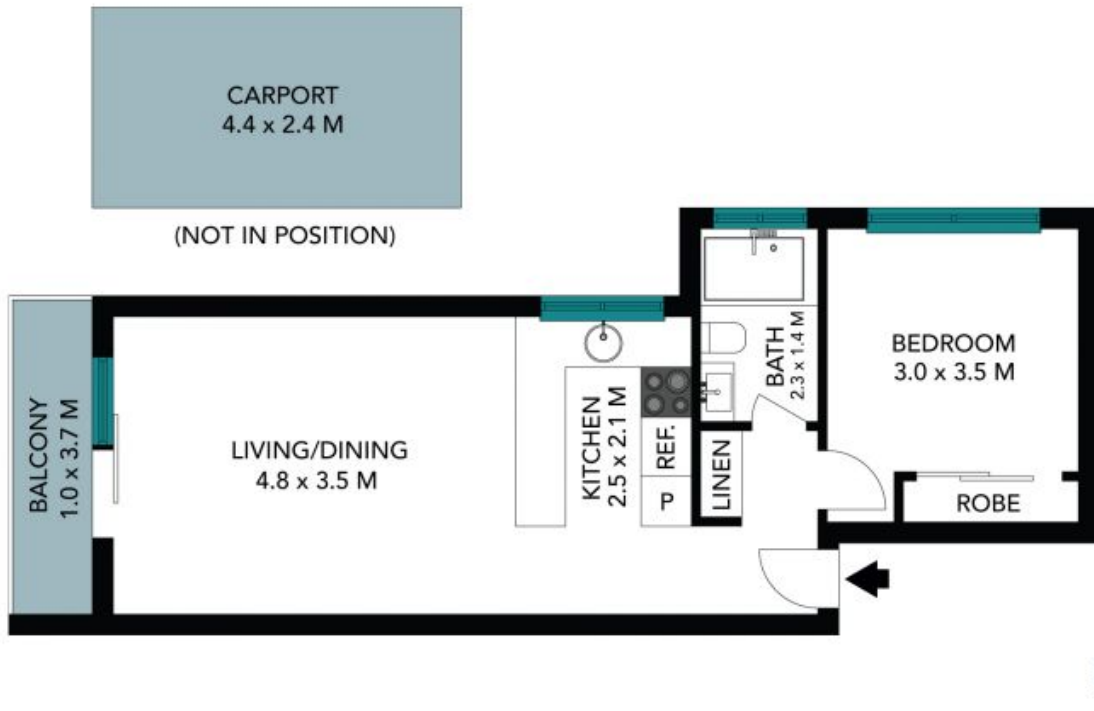 CARPORT
4.4 x 2.4 M
(NOT IN POSITION)
BALCONY
1.0 x 3.7 M
LIVING/DINING
4.8 x 3.5 M
KITCHEN
2.5 x 2.1 M
REF.
P
LINEN
BATH
2.3 x 1.4 M
BEDROOM
3.0 x 3.5 M
ROBE